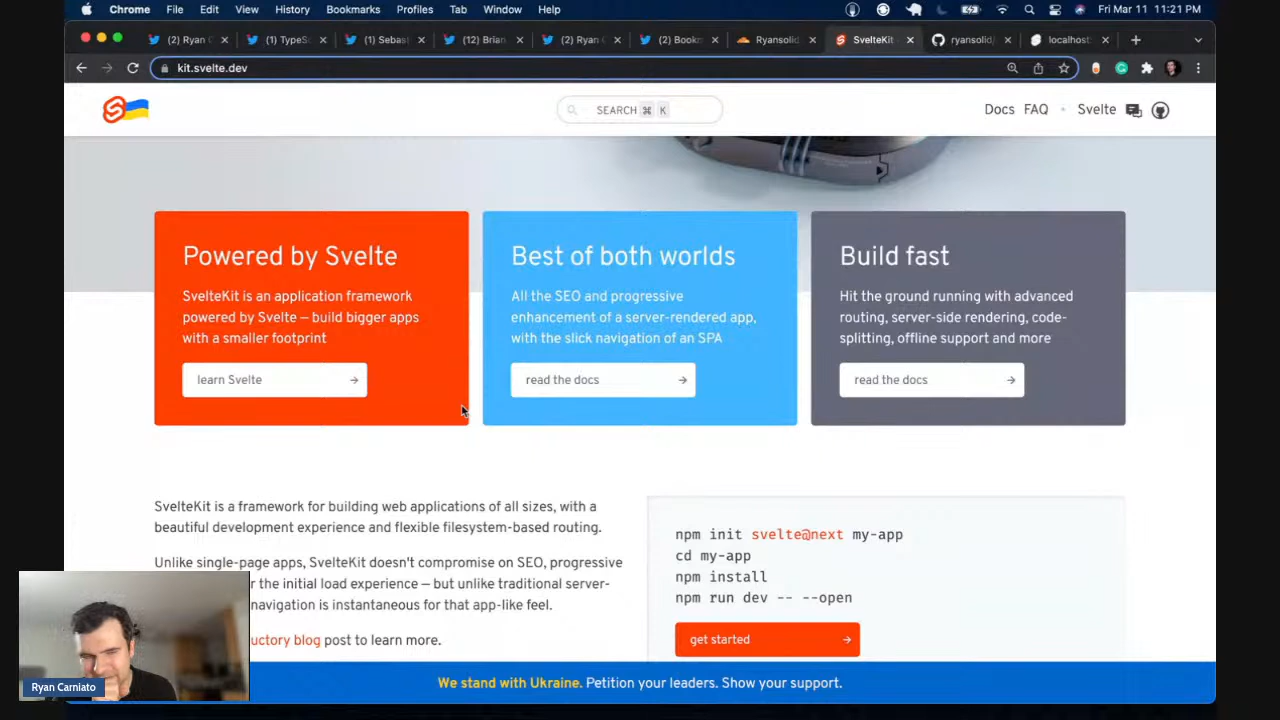 Chrome File Edit View History Bookmarks Profiles Tab Window Help Fri Mar 11 11:21 PM
(2) Ryan C (1) TypeSc (1) Sebast (12) Brian (2) Ryan C (2) Bookm Ryansolid SvelteKit ryansolid/ localhost:
kit.svelte.dev
SEARCH ⌘ K
Docs FAQ • Svelte
Powered by Svelte
SvelteKit is an application framework
powered by Svelte — build bigger apps
with a smaller footprint
learn Svelte →
Best of both worlds
All the SEO and progressive
enhancement of a server-rendered app,
with the slick navigation of an SPA
read the docs →
Build fast
Hit the ground running with advanced
routing, server-side rendering, code-
splitting, offline support and more
read the docs →
SvelteKit is a framework for building web applications of all sizes, with a
beautiful development experience and flexible filesystem-based routing.
Unlike single-page apps, SvelteKit doesn't compromise on SEO, progressive
r the initial load experience — but unlike traditional server-
navigation is instantaneous for that app-like feel.
uctory blog post to learn more.
npm init svelte@next my-app
cd my-app
npm install
npm run dev -- --open
get started →
We stand with Ukraine. Petition your leaders. Show your support.
Ryan Carniato